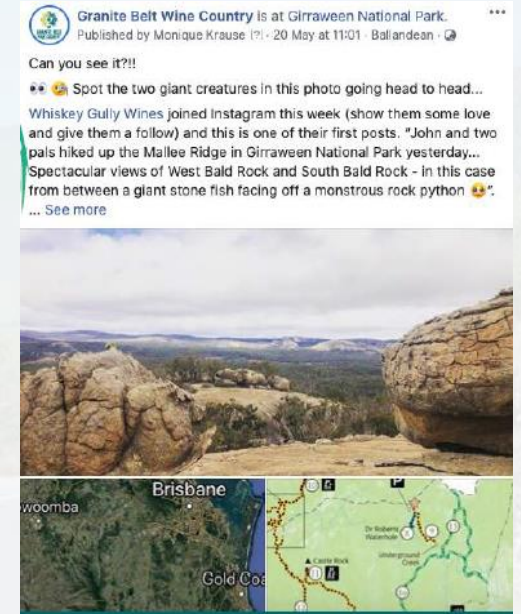 Granite Belt Wine Country is at Girraween National Park.
Published by Monique Krause [?] · 20 May at 11:01 · Ballandean ·
Can you see it?!!
👀 🧐 Spot the two giant creatures in this photo going head to head...
Whiskey Gully Wines joined Instagram this week (show them some love
and give them a follow) and this is one of their first posts. "John and two
pals hiked up the Mallee Ridge in Girraween National Park yesterday...
Spectacular views of West Bald Rock and South Bald Rock - in this case
from between a giant stone fish facing off a monstrous rock python 🥺".
... See more
Brisbane
woomba
Gold Coa
P
Dr Roberts
Waterhole
Underground
Creek
Castle Rock